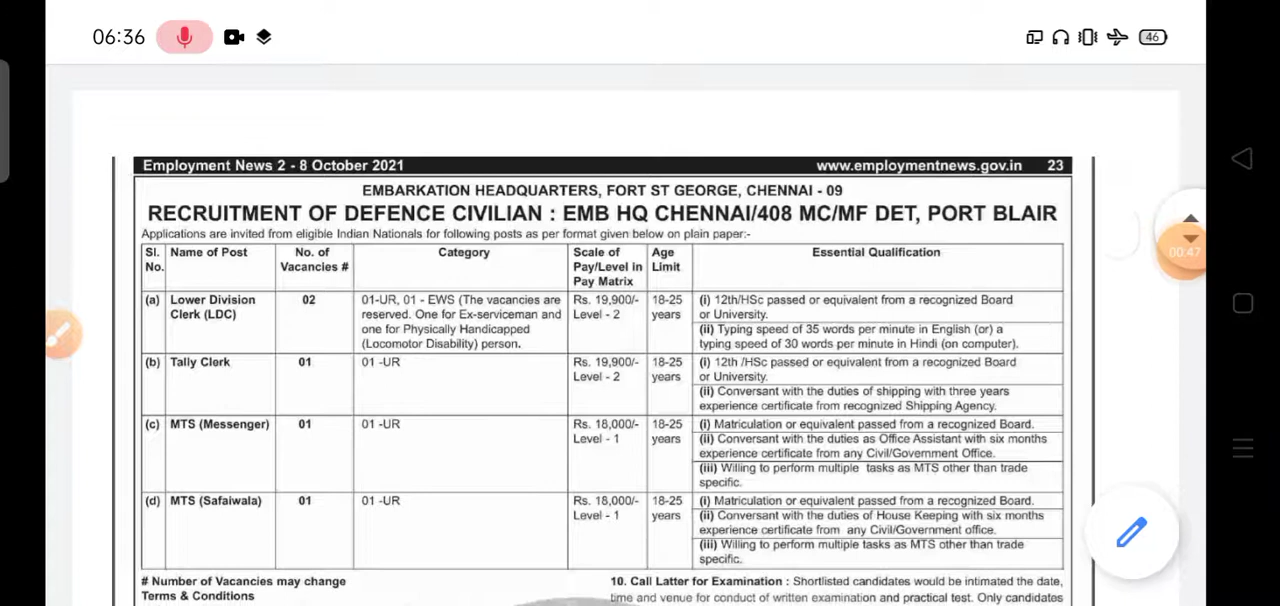 06:36
46
Employment News 2 - 8 October 2021 www.employmentnews.gov.in 23
EMBARKATION HEADQUARTERS, FORT ST GEORGE, CHENNAI - 09
RECRUITMENT OF DEFENCE CIVILIAN : EMB HQ CHENNAI/408 MC/MF DET, PORT BLAIR
Applications are invited from eligible Indian Nationals for following posts as per format given below on plain paper:-
Sl. No. Name of Post No. of Vacancies # Category Scale of Pay/Level in Pay Matrix Age Limit Essential Qualification
(a) Lower Division Clerk (LDC) 02 01-UR, 01 - EWS (The vacancies are reserved. One for Ex-serviceman and one for Physically Handicapped (Locomotor Disability) person. Rs. 19,900/- Level - 2 18-25 years (i) 12th/HSc passed or equivalent from a recognized Board or University.
(ii) Typing speed of 35 words per minute in English (or) a typing speed of 30 words per minute in Hindi (on computer).
(b) Tally Clerk 01 01 -UR Rs. 19,900/- Level - 2 18-25 years (i) 12th /HSc passed or equivalent from a recognized Board or University.
(ii) Conversant with the duties of shipping with three years experience certificate from recognized Shipping Agency.
(c) MTS (Messenger) 01 01 -UR Rs. 18,000/- Level - 1 18-25 years (i) Matriculation or equivalent passed from a recognized Board.
(ii) Conversant with the duties as Office Assistant with six months experience certificate from any Civil/Government Office.
(iii) Willing to perform multiple tasks as MTS other than trade specific.
(d) MTS (Safaiwala) 01 01 -UR Rs. 18,000/- Level - 1 18-25 years (i) Matriculation or equivalent passed from a recognized Board.
(ii) Conversant with the duties of House Keeping with six months experience certificate from any Civil/Government office.
(iii) Willing to perform multiple tasks as MTS other than trade specific.
# Number of Vacancies may change
Terms & Conditions
10. Call Latter for Examination : Shortlisted candidates would be intimated the date,
time and venue for conduct of written examination and practical test. Only candidates
00:47